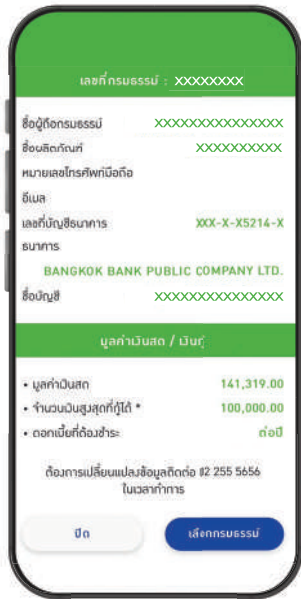 เลขที่กรมธรรม์ : XXXXXXXX
ชื่อผู้ถือกรมธรรม์ XXXXXXXXXXXXXXX
ชื่อผลิตภัณฑ์ XXXXXXXXXX
หมายเลขโทรศัพท์มือถือ
อีเมล
เลขที่บัญชีธนาคาร XXX-X-X5214-X
ธนาคาร
BANGKOK BANK PUBLIC COMPANY LTD.
ชื่อบัญชี XXXXXXXXXXXXXXX
มูลค่าเงินสด / เงินกู้
• มูลค่าเงินสด 141,319.00
• จำนวนเงินสูงสุดที่กู้ได้ * 100,000.00
• ดอกเบี้ยที่ต้องชำระ ต่อปี
ต้องการเปลี่ยนแปลงข้อมูลติดต่อ 02 255 5656
ในเวลาทำการ
ปิด เลือกกรมธรรม์